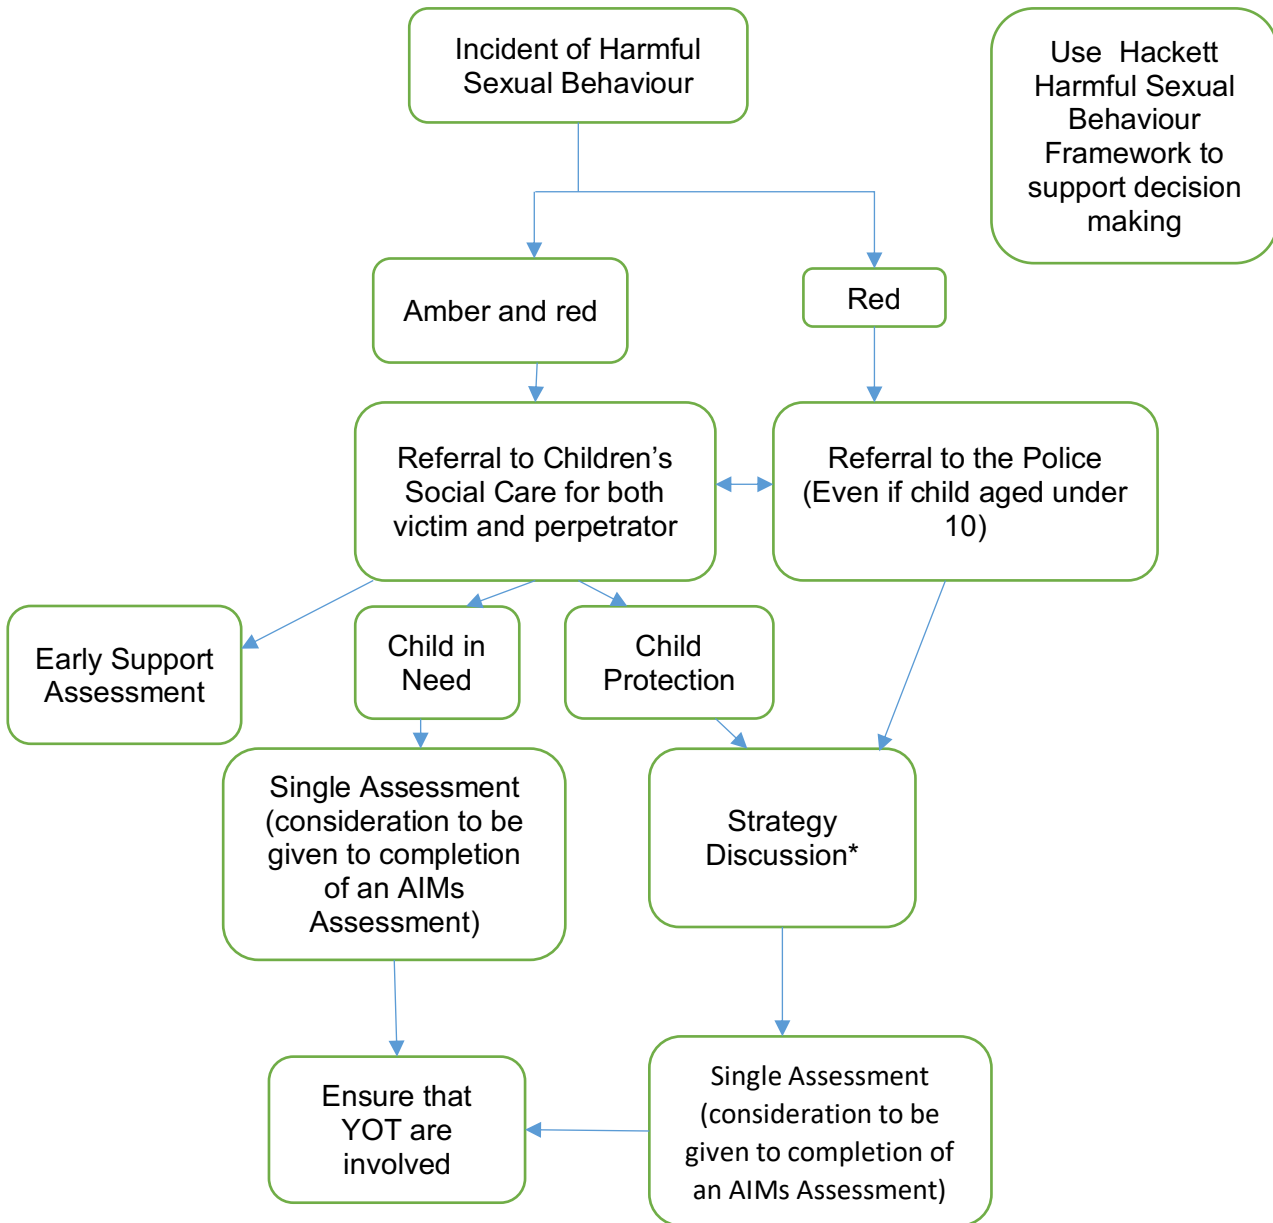 Incident of Harmful
Sexual Behaviour
Use Hackett
Harmful Sexual
Behaviour
Framework to
support decision
making
Amber and red
Red
Referral to Children’s
Social Care for both
victim and perpetrator
Referral to the Police
(Even if child aged under
10)
Early Support
Assessment
Child in
Need
Child
Protection
Single Assessment
(consideration to be
given to completion
of an AIMs
Assessment)
Strategy
Discussion*
Ensure that
YOT are
involved
Single Assessment
(consideration to be
given to completion of
an AIMs Assessment)